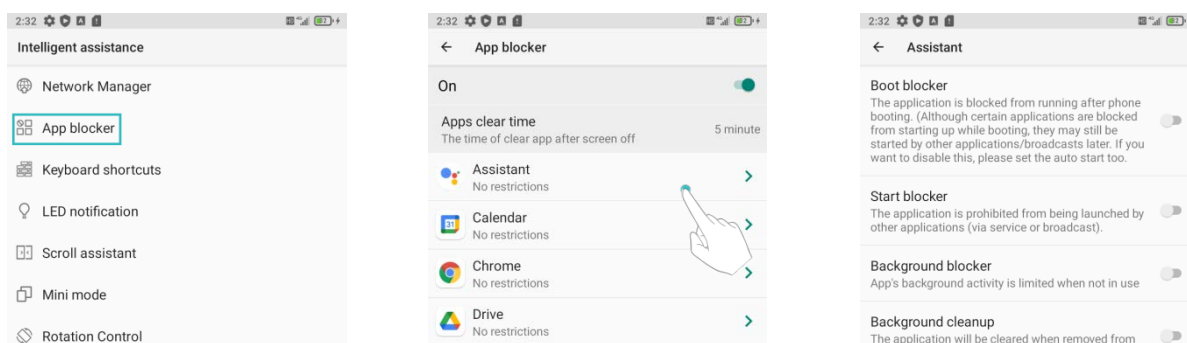 2:32
Intelligent assistance
Network Manager
App blocker
Keyboard shortcuts
LED notification
Scroll assistant
Mini mode
Rotation Control
2:32
App blocker
On
Apps clear time
The time of clear app after screen off
5 minute
Assistant
No restrictions
Calendar
No restrictions
Chrome
No restrictions
Drive
No restrictions
2:32
Assistant
Boot blocker
The application is blocked from running after phone
booting. (Although certain applications are blocked
from starting up while booting, they may still be
started by other applications/broadcasts later. If you
want to disable this, please set the auto start too.
Start blocker
The application is prohibited from being launched by
other applications (via service or broadcast).
Background blocker
App's background activity is limited when not in use
Background cleanup
The application will be cleared when removed from